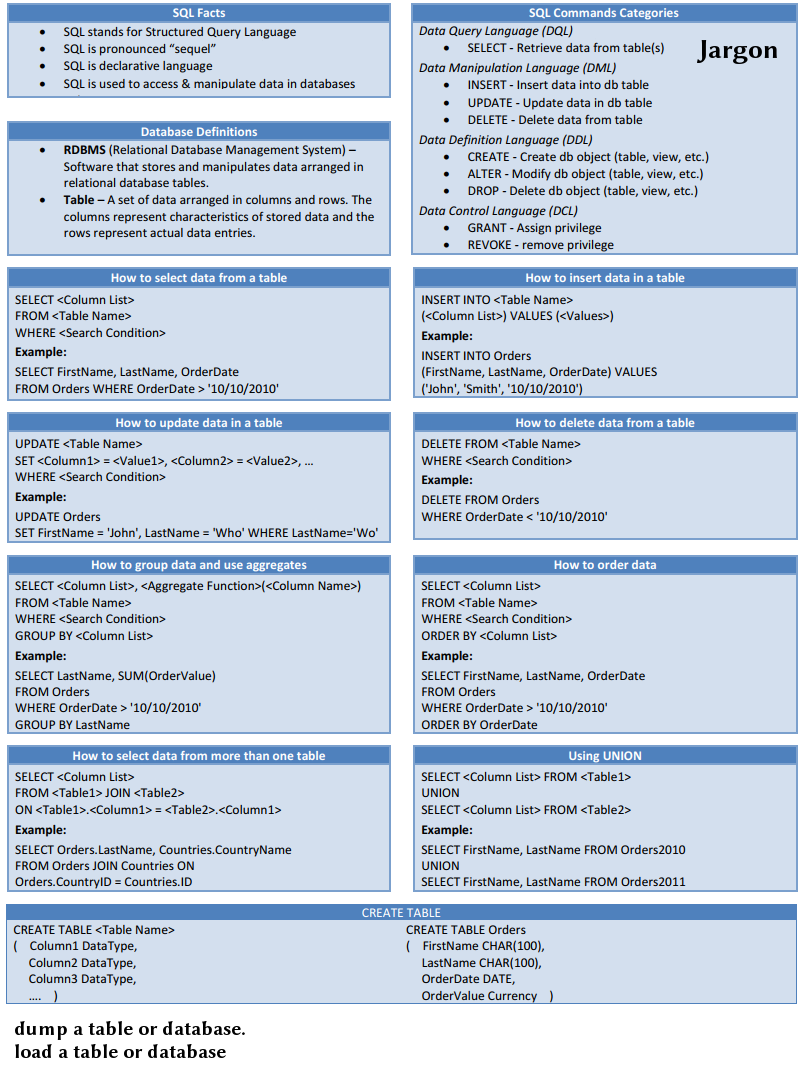 SQL Facts
• SQL stands for Structured Query Language
• SQL is pronounced “sequel”
• SQL is declarative language
• SQL is used to access & manipulate data in databases
SQL Commands Categories
Data Query Language (DQL)
• SELECT - Retrieve data from table(s)
Jargon
Data Manipulation Language (DML)
• INSERT - Insert data into db table
• UPDATE - Update data in db table
• DELETE - Delete data from table
Data Definition Language (DDL)
• CREATE - Create db object (table, view, etc.)
• ALTER - Modify db object (table, view, etc.)
• DROP - Delete db object (table, view, etc.)
Data Control Language (DCL)
• GRANT - Assign privilege
• REVOKE - remove privilege
Database Definitions
• RDBMS (Relational Database Management System) –
Software that stores and manipulates data arranged in
relational database tables.
• Table – A set of data arranged in columns and rows. The
columns represent characteristics of stored data and the
rows represent actual data entries.
How to select data from a table
SELECT <Column List>
FROM <Table Name>
WHERE <Search Condition>
Example:
SELECT FirstName, LastName, OrderDate
FROM Orders WHERE OrderDate > '10/10/2010'
How to insert data in a table
INSERT INTO <Table Name>
(<Column List>) VALUES (<Values>)
Example:
INSERT INTO Orders
(FirstName, LastName, OrderDate) VALUES
('John', 'Smith', '10/10/2010')
How to update data in a table
UPDATE <Table Name>
SET <Column1> = <Value1>, <Column2> = <Value2>, …
WHERE <Search Condition>
Example:
UPDATE Orders
SET FirstName = 'John', LastName = 'Who' WHERE LastName='Wo'
How to delete data from a table
DELETE FROM <Table Name>
WHERE <Search Condition>
Example:
DELETE FROM Orders
WHERE OrderDate < '10/10/2010'
How to group data and use aggregates
SELECT <Column List>, <Aggregate Function>(<Column Name>)
FROM <Table Name>
WHERE <Search Condition>
GROUP BY <Column List>
Example:
SELECT LastName, SUM(OrderValue)
FROM Orders
WHERE OrderDate > '10/10/2010'
GROUP BY LastName
How to order data
SELECT <Column List>
FROM <Table Name>
WHERE <Search Condition>
ORDER BY <Column List>
Example:
SELECT FirstName, LastName, OrderDate
FROM Orders
WHERE OrderDate > '10/10/2010'
ORDER BY OrderDate
How to select data from more than one table
SELECT <Column List>
FROM <Table1> JOIN <Table2>
ON <Table1>.<Column1> = <Table2>.<Column1>
Example:
SELECT Orders.LastName, Countries.CountryName
FROM Orders JOIN Countries ON
Orders.CountryID = Countries.ID
Using UNION
SELECT <Column List> FROM <Table1>
UNION
SELECT <Column List> FROM <Table2>
Example:
SELECT FirstName, LastName FROM Orders2010
UNION
SELECT FirstName, LastName FROM Orders2011
CREATE TABLE
CREATE TABLE <Table Name>
( Column1 DataType,
Column2 DataType,
Column3 DataType,
.... )
CREATE TABLE Orders
( FirstName CHAR(100),
LastName CHAR(100),
OrderDate DATE,
OrderValue Currency )
dump a table or database.
load a table or database